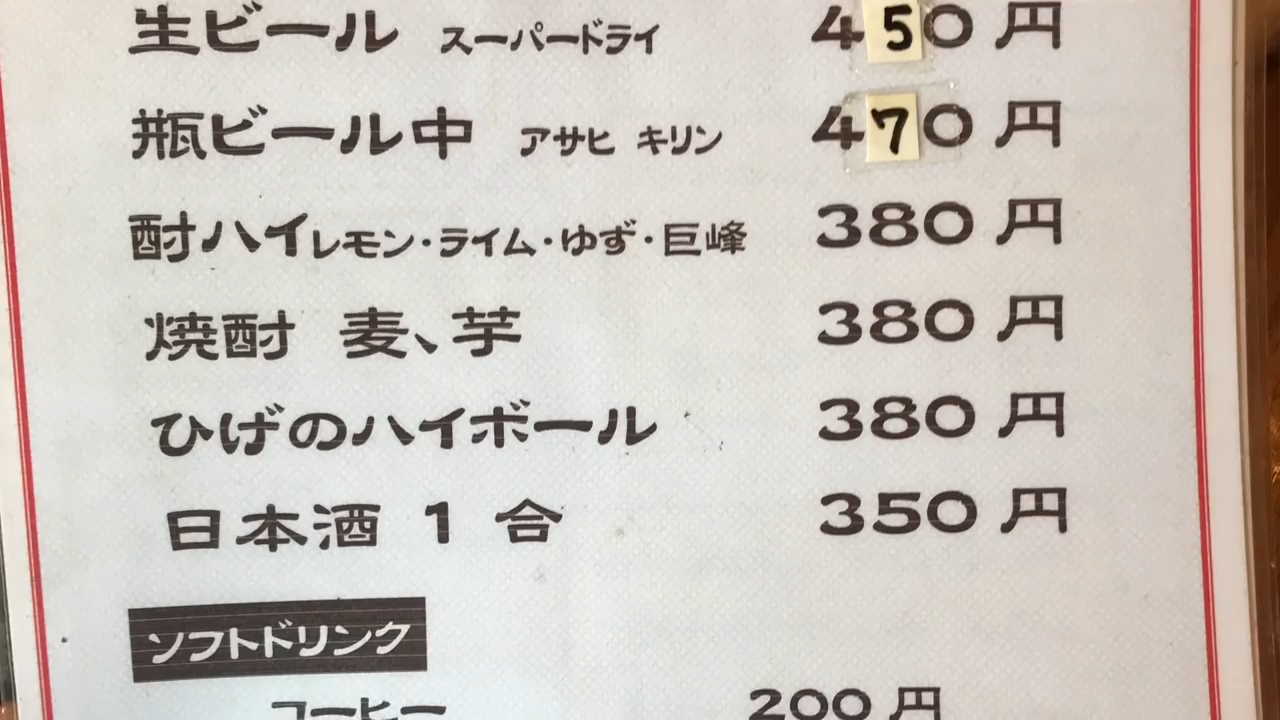 生ビール スーパードライ 450円
瓶ビール中 アサヒ キリン 470円
酎ハイレモン・ライム・ゆず・巨峰 380円
焼酎 麦、芋 380円
ひげのハイボール 380円
日本酒 1合 350円
ソフトドリンク
コーヒー 200円